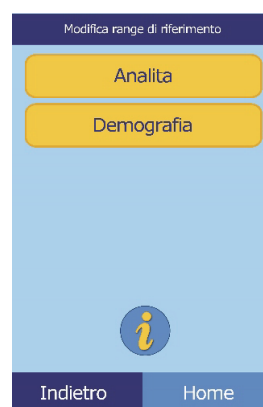 Modifica range di riferimento
Analita
Demografia
i
Indietro Home